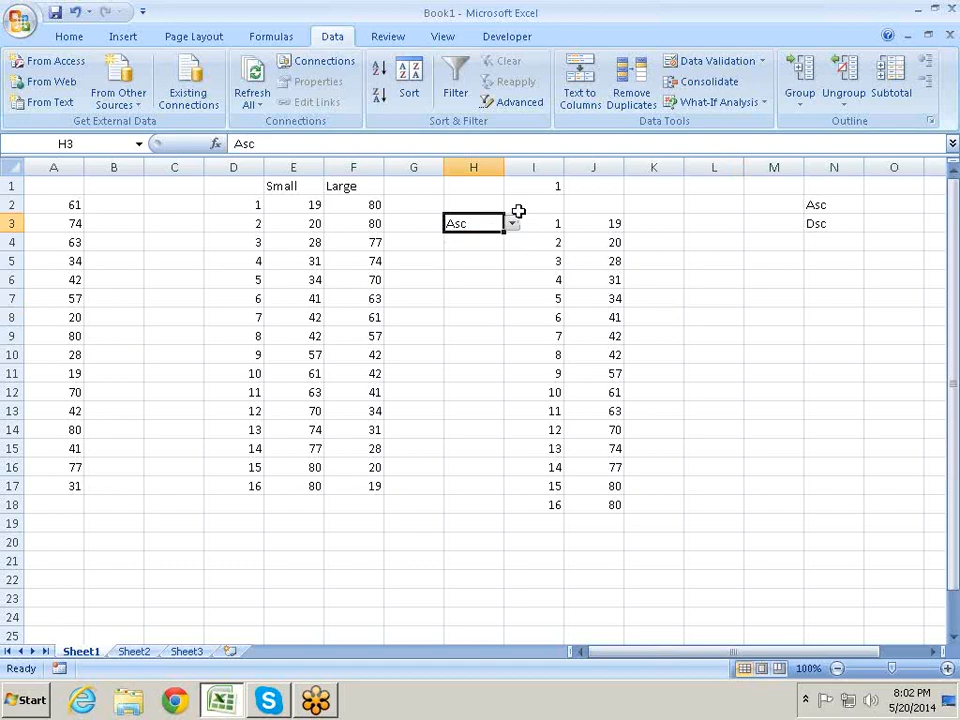 Book1 - Microsoft Excel
Home Insert Page Layout Formulas Data Review View Developer
From Access
From Web
From Text
From Other Sources
Existing Connections
Get External Data
Refresh All
Connections
Properties
Edit Links
Connections
Sort
Filter
Clear
Reapply
Advanced
Sort & Filter
Text to Columns
Remove Duplicates
Data Validation
Consolidate
What-If Analysis
Data Tools
Group
Ungroup
Subtotal
Outline
H3 fx Asc
A B C D E F G H I J K L M N O
1 Small Large 1
2 61 1 19 80 Asc
3 74 2 20 80 Asc 1 19 Dsc
4 63 3 28 77 2 20
5 34 4 31 74 3 28
6 42 5 34 70 4 31
7 57 6 41 63 5 34
8 20 7 42 61 6 41
9 80 8 42 57 7 42
10 28 9 57 42 8 42
11 19 10 61 42 9 57
12 70 11 63 41 10 61
13 42 12 70 34 11 63
14 80 13 74 31 12 70
15 41 14 77 28 13 74
16 77 15 80 20 14 77
17 31 16 80 19 15 80
18 16 80
19
20
21
22
23
24
25
Sheet1 Sheet2 Sheet3
Ready 100%
Start 8:02 PM
5/20/2014